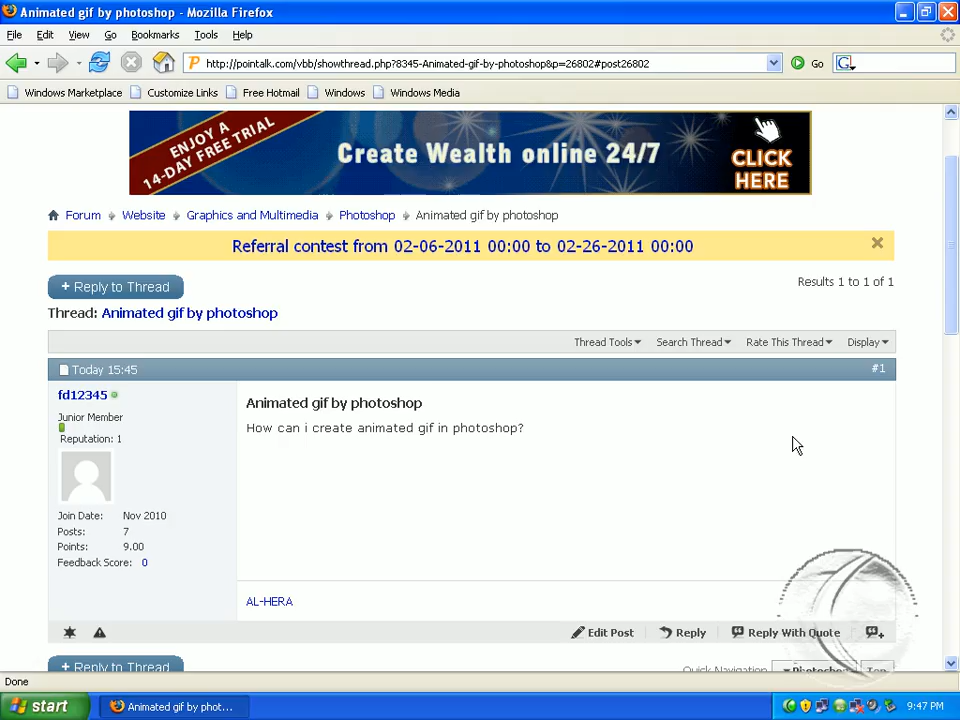 Animated gif by photoshop - Mozilla Firefox
File Edit View Go Bookmarks Tools Help
http://pointalk.com/vbb/showthread.php?8345-Animated-gif-by-photoshop&p=26802#post26802 Go
Windows Marketplace Customize Links Free Hotmail Windows Windows Media
ENJOY A
14-DAY FREE TRIAL
Create Wealth online 24/7
CLICK
HERE
Forum Website Graphics and Multimedia Photoshop Animated gif by photoshop
Referral contest from 02-06-2011 00:00 to 02-26-2011 00:00
+ Reply to Thread
Results 1 to 1 of 1
Thread: Animated gif by photoshop
Thread Tools Search Thread Rate This Thread Display
Today 15:45 #1
fd12345
Junior Member
Reputation: 1
Join Date: Nov 2010
Posts: 7
Points: 9.00
Feedback Score: 0
Animated gif by photoshop
How can i create animated gif in photoshop?
AL-HERA
Edit Post Reply Reply With Quote
+ Reply to Thread
Quick Navigation Photoshop Top
Done
start Animated gif by phot... 9:47 PM